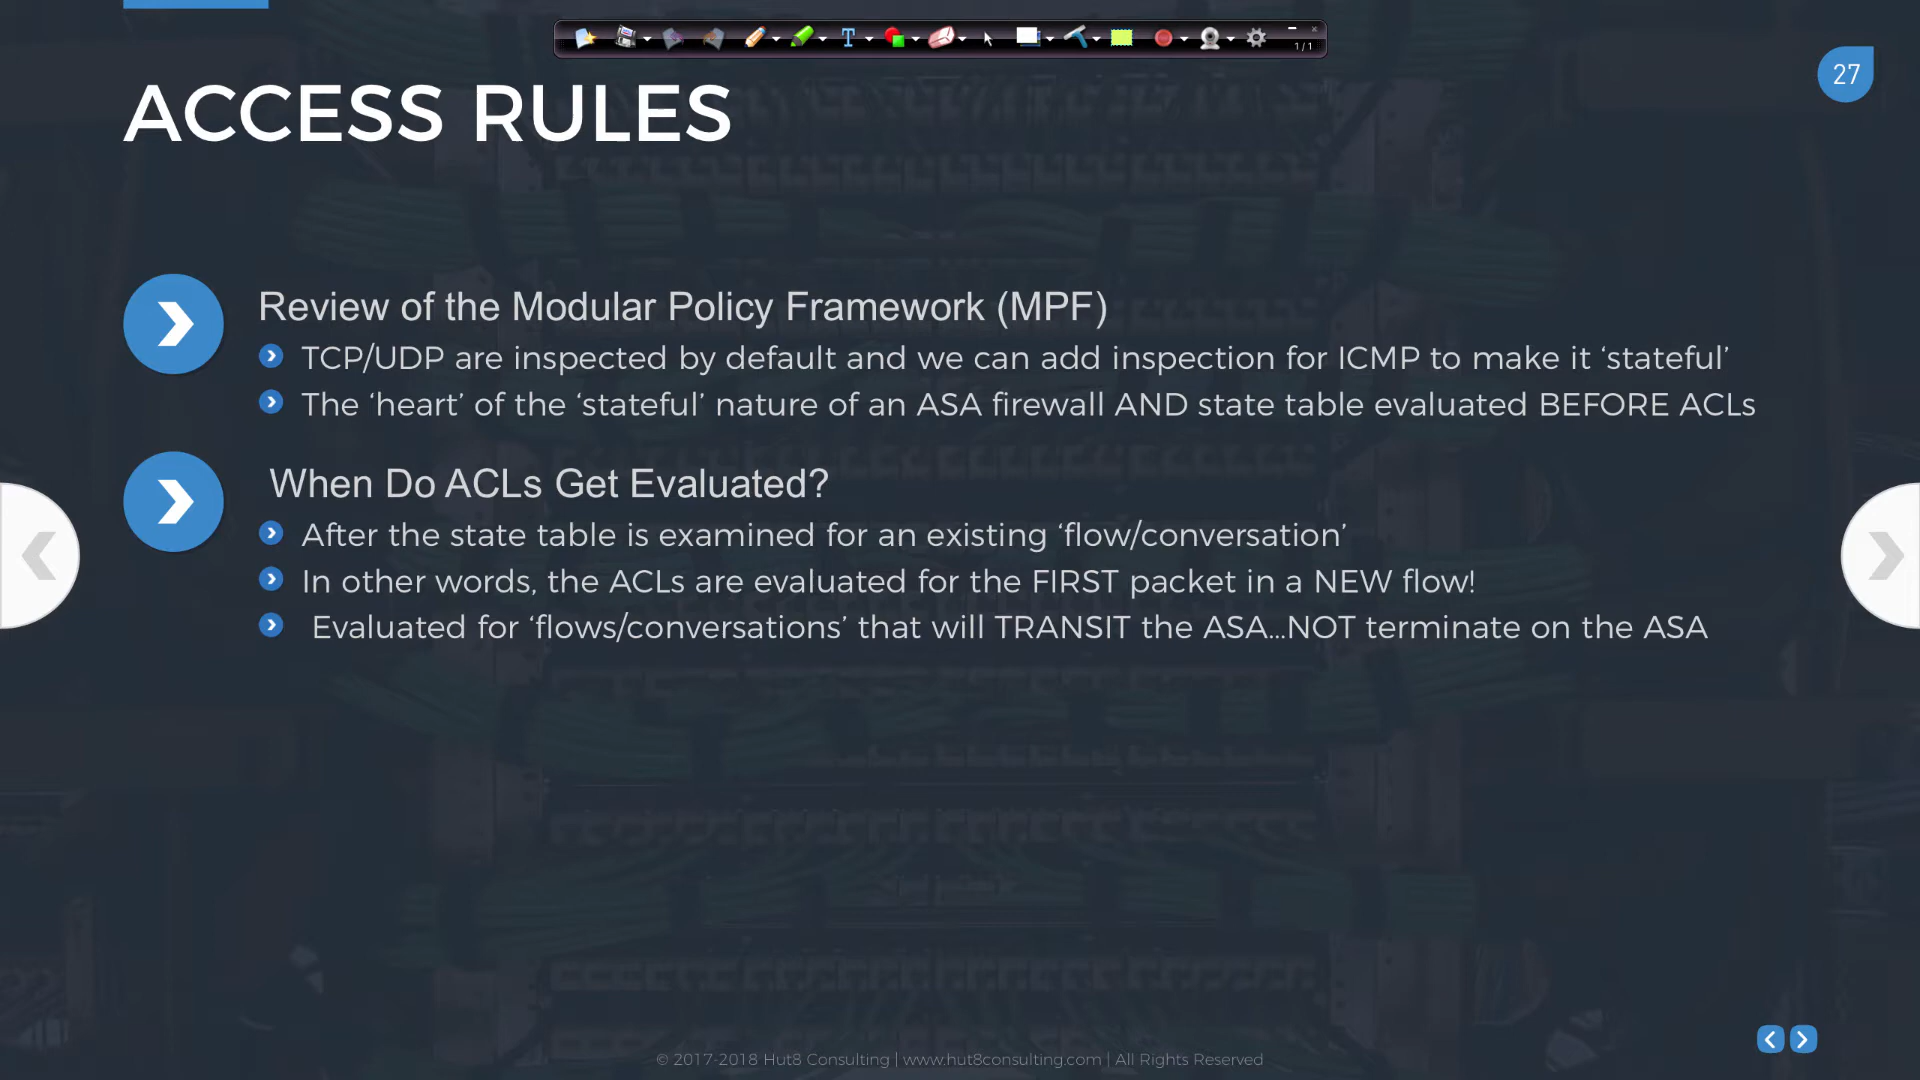 1/1
27
ACCESS RULES
Review of the Modular Policy Framework (MPF)
TCP/UDP are inspected by default and we can add inspection for ICMP to make it ‘stateful’
The ‘heart’ of the ‘stateful’ nature of an ASA firewall AND state table evaluated BEFORE ACLs
When Do ACLs Get Evaluated?
After the state table is examined for an existing ‘flow/conversation’
In other words, the ACLs are evaluated for the FIRST packet in a NEW flow!
Evaluated for ‘flows/conversations’ that will TRANSIT the ASA...NOT terminate on the ASA
© 2017-2018 Hut8 Consulting | www.hut8consulting.com | All Rights Reserved